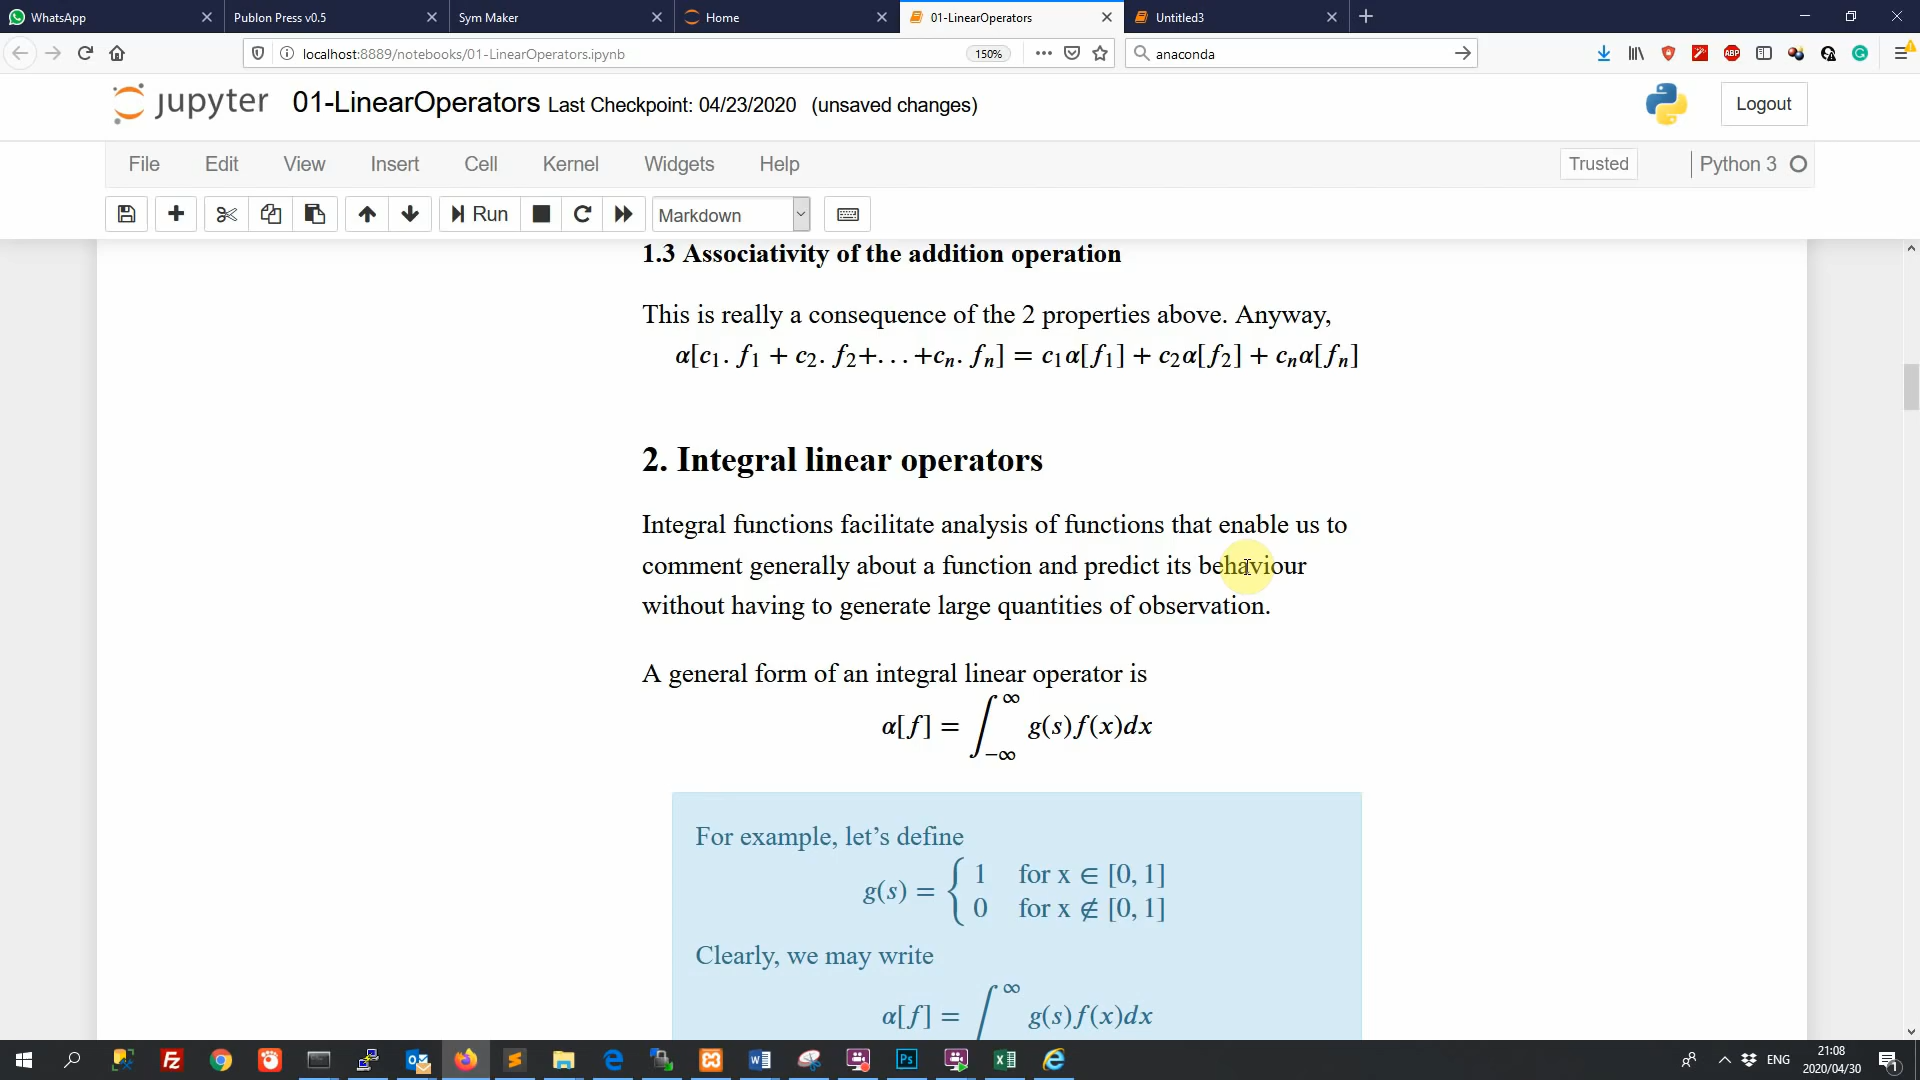 WhatsApp
Publon Press v0.5
Sym Maker
Home
01-LinearOperators
Untitled3
localhost:8889/notebooks/01-LinearOperators.ipynb
150%
anaconda
ABP
jupyter 01-LinearOperators Last Checkpoint: 04/23/2020 (unsaved changes)
Logout
File Edit View Insert Cell Kernel Widgets Help
Trusted
Python 3
Run
Markdown
1.3 Associativity of the addition operation
This is really a consequence of the 2 properties above. Anyway,
α[c₁. f₁ + c₂. f₂+. . . +cₙ. fₙ] = c₁α[f₁] + c₂α[f₂] + cₙα[fₙ]
2. Integral linear operators
Integral functions facilitate analysis of functions that enable us to
comment generally about a function and predict its behaviour
without having to generate large quantities of observation.
A general form of an integral linear operator is
α[f] = ∫_{-∞}^{∞} g(s)f(x)dx
For example, let’s define
g(s) = { 1 for x ∈ [0, 1]
0 for x ∉ [0, 1]
Clearly, we may write
α[f] = ∫^{∞} g(s)f(x)dx
ENG
21:08
2020/04/30